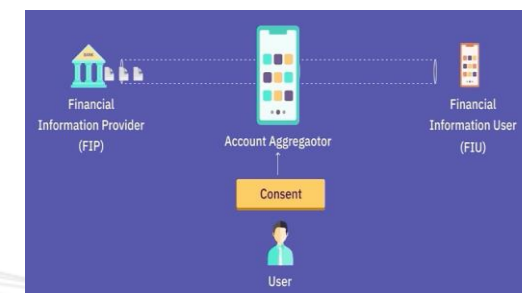 Financial
Information Provider
(FIP)
Account Aggregaotor
Financial
Information User
(FIU)
Consent
User